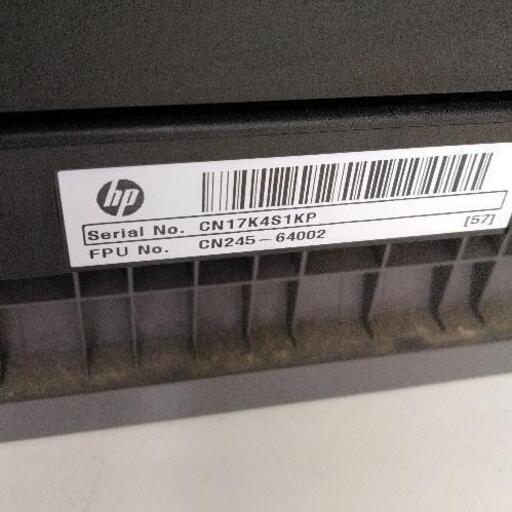 hp
Serial No. CN17K4S1KP
FPU No. CN245-64002 [57]